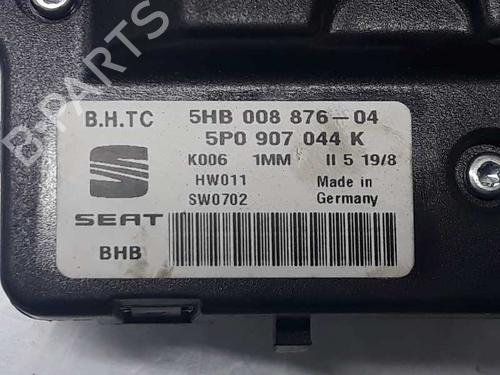 B-PARTS
B.H.TC 5HB 008 876-04
5P0 907 044 K
K006 1MM II 5 19/8
HW011 Made in
SW0702 Germany
SEAT
BHB